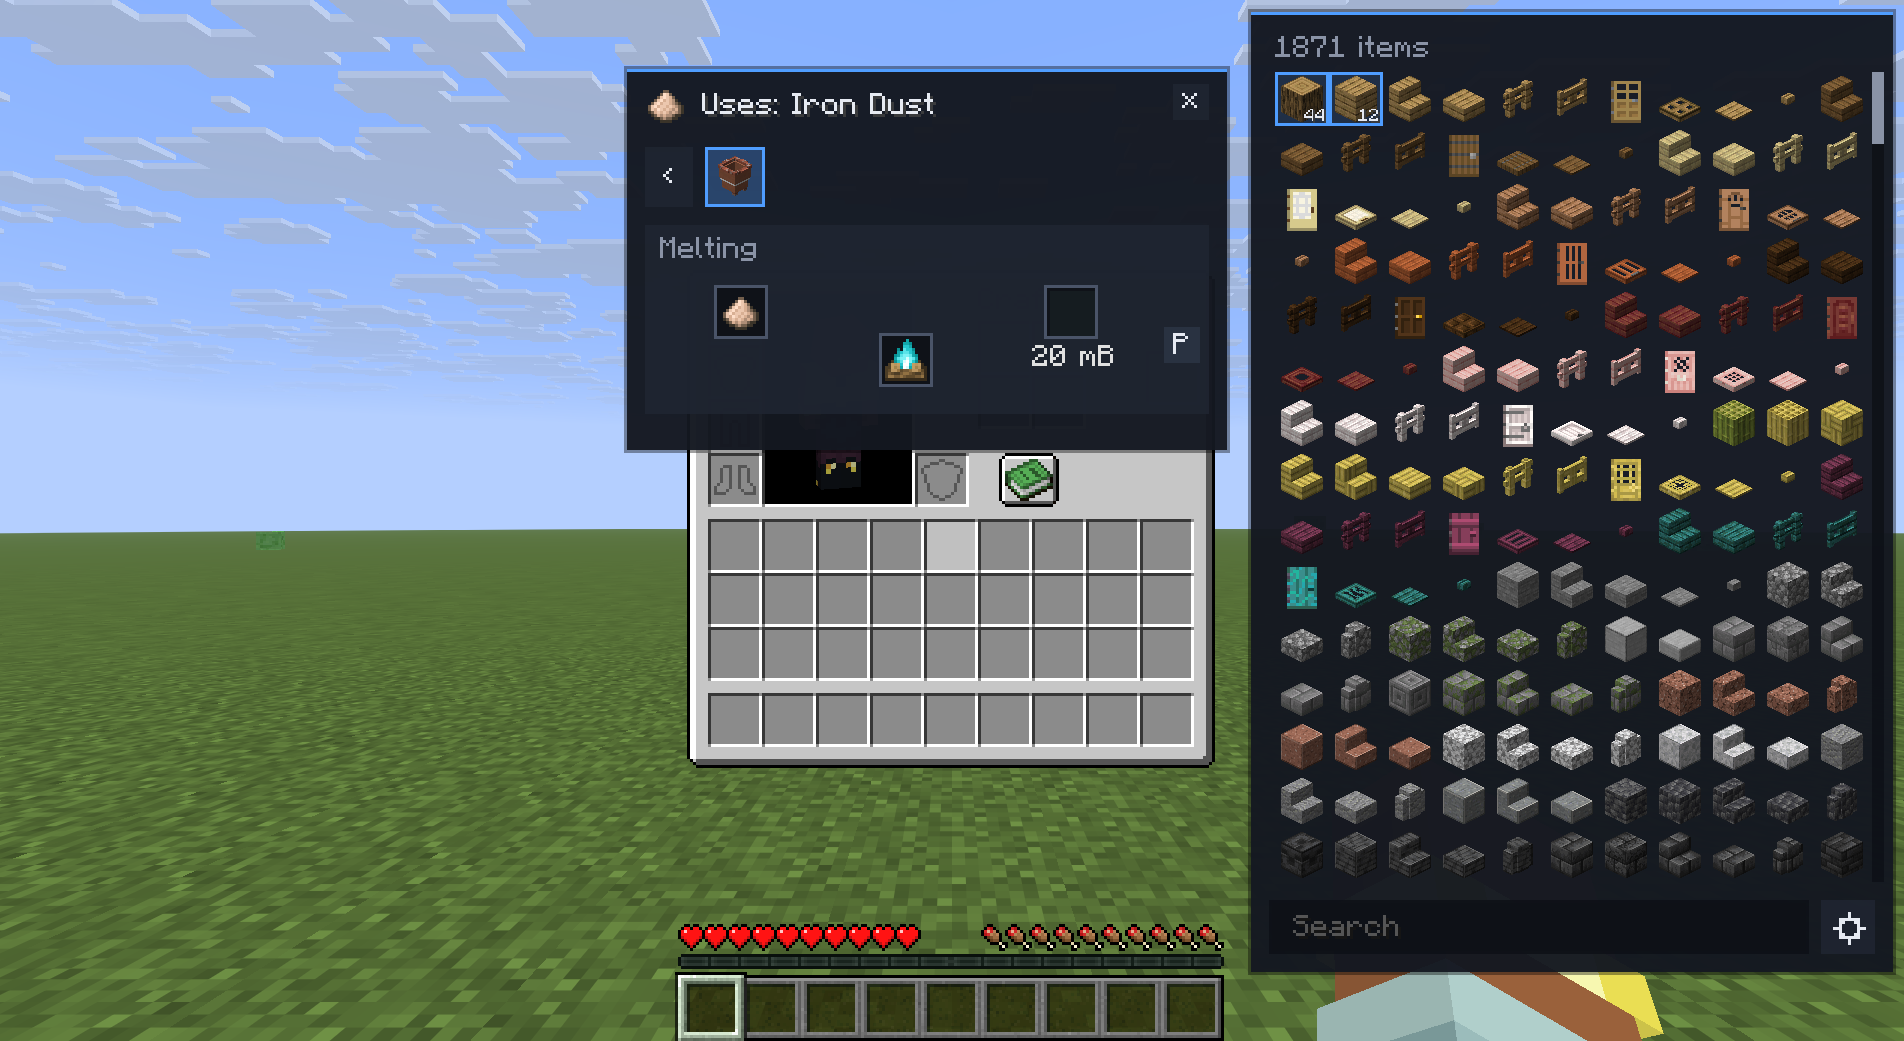 1871 items
Uses: Iron Dust
×
44
12
<
Melting
20 mB
P
Search